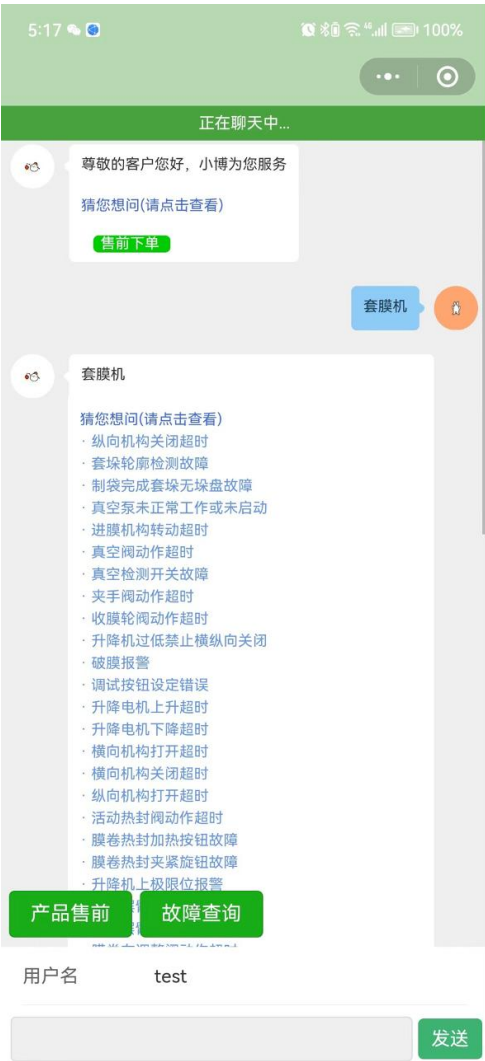 5:17
100%
正在聊天中...
尊敬的客户您好，小博为您服务
猜您想问(请点击查看)
售前下单
套膜机
套膜机
猜您想问(请点击查看)
· 纵向机构关闭超时
· 套垛轮廓检测故障
· 制袋完成套垛无垛盘故障
· 真空泵未正常工作或未启动
· 进膜机构转动超时
· 真空阀动作超时
· 真空检测开关故障
· 夹手阀动作超时
· 收膜轮阀动作超时
· 升降机过低禁止横纵向关闭
· 破膜报警
· 调试按钮设定错误
· 升降电机上升超时
· 升降电机下降超时
· 横向机构打开超时
· 横向机构关闭超时
· 纵向机构打开超时
· 活动热封阀动作超时
· 膜卷热封加热按钮故障
· 膜卷热封夹紧旋钮故障
· 升降机上极限位报警
产品售前 故障查询
用户名 test
发送